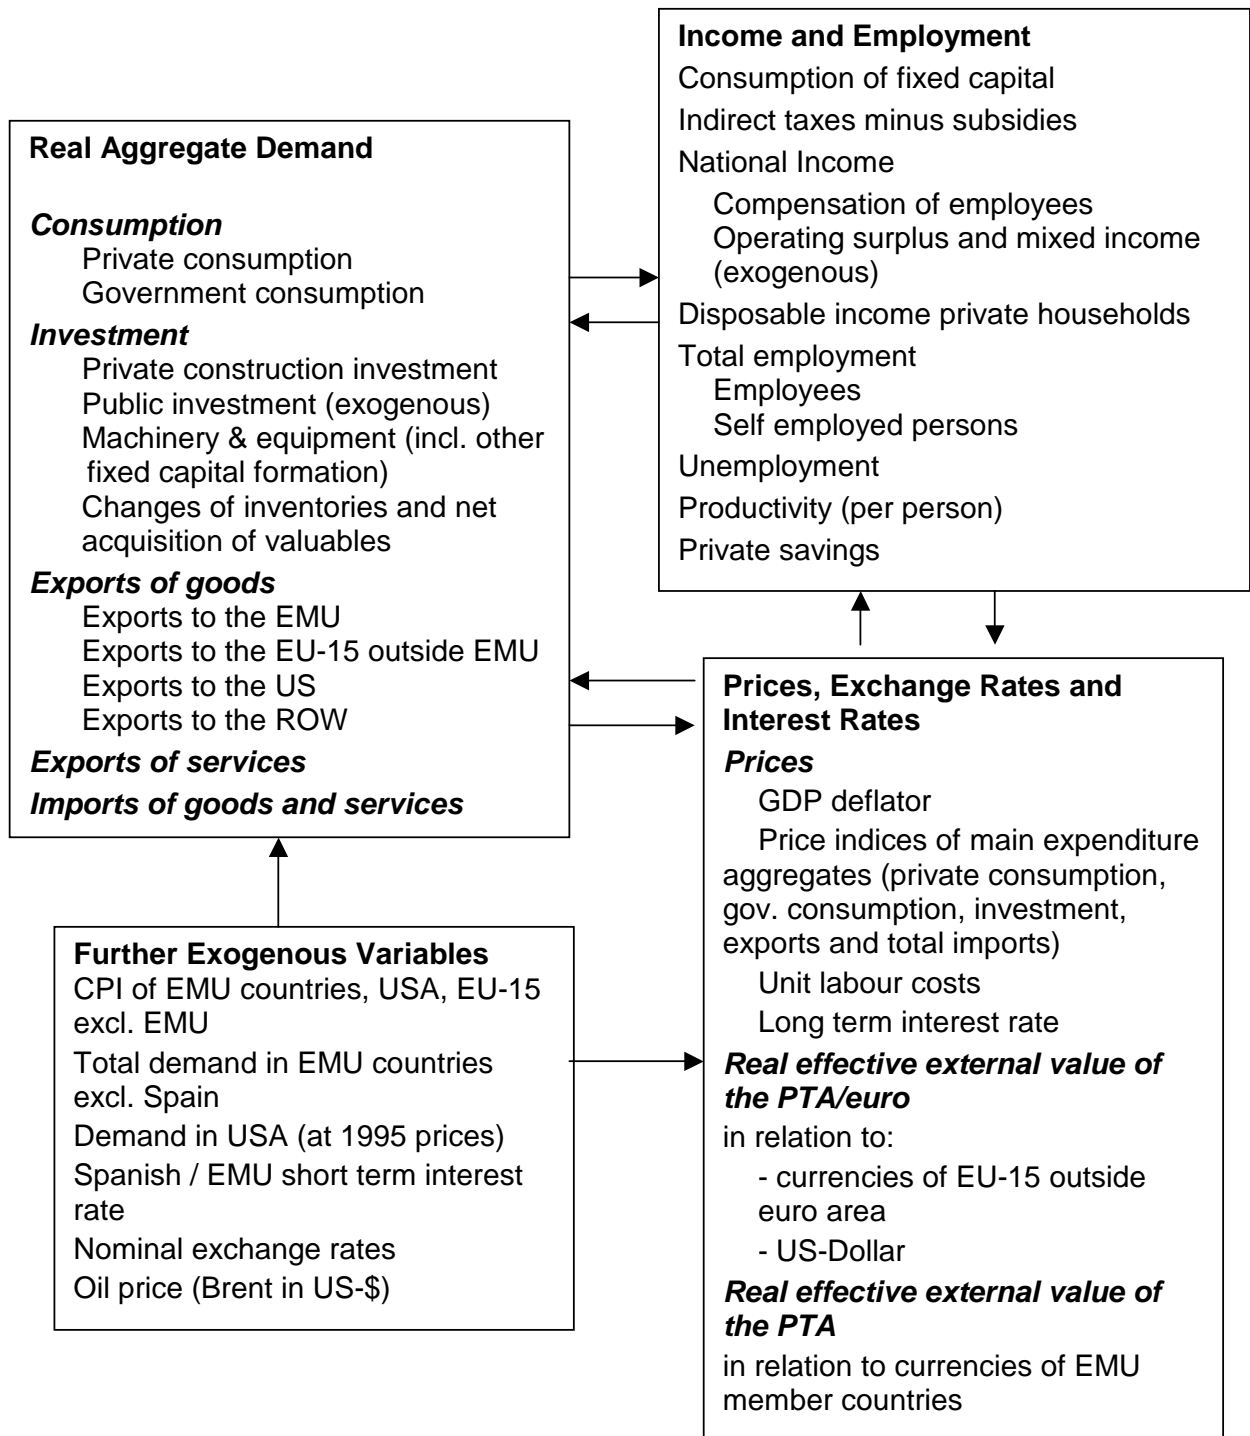 Income and Employment
Consumption of fixed capital
Indirect taxes minus subsidies
National Income
Compensation of employees
Operating surplus and mixed income
(exogenous)
Disposable income private households
Total employment
Employees
Self employed persons
Unemployment
Productivity (per person)
Private savings
Real Aggregate Demand
Consumption
Private consumption
Government consumption
Investment
Private construction investment
Public investment (exogenous)
Machinery & equipment (incl. other
fixed capital formation)
Changes of inventories and net
acquisition of valuables
Exports of goods
Exports to the EMU
Exports to the EU-15 outside EMU
Exports to the US
Exports to the ROW
Exports of services
Imports of goods and services
Prices, Exchange Rates and
Interest Rates
Prices
GDP deflator
Price indices of main expenditure
aggregates (private consumption,
gov. consumption, investment,
exports and total imports)
Unit labour costs
Long term interest rate
Real effective external value of
the PTA/euro
in relation to:
- currencies of EU-15 outside
euro area
- US-Dollar
Real effective external value of
the PTA
in relation to currencies of EMU
member countries
Further Exogenous Variables
CPI of EMU countries, USA, EU-15
excl. EMU
Total demand in EMU countries
excl. Spain
Demand in USA (at 1995 prices)
Spanish / EMU short term interest
rate
Nominal exchange rates
Oil price (Brent in US-$)